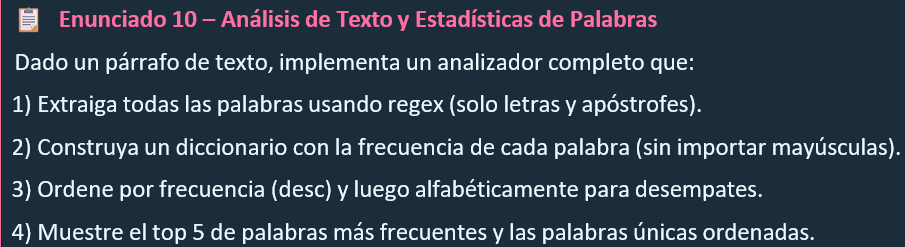 Enunciado 10 – Análisis de Texto y Estadísticas de Palabras
Dado un párrafo de texto, implementa un analizador completo que:
1) Extraiga todas las palabras usando regex (solo letras y apóstrofes).
2) Construya un diccionario con la frecuencia de cada palabra (sin importar mayúsculas).
3) Ordene por frecuencia (desc) y luego alfabéticamente para desempates.
4) Muestre el top 5 de palabras más frecuentes y las palabras únicas ordenadas.